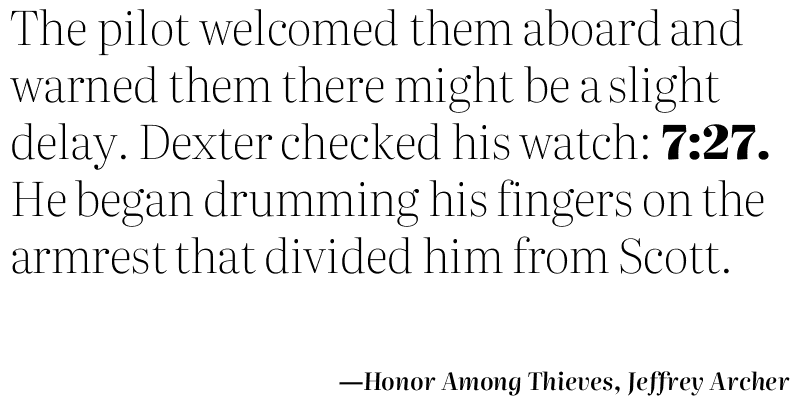 The pilot welcomed them aboard and
warned them there might be a slight
delay. Dexter checked his watch: 7:27.
He began drumming his fingers on the
armrest that divided him from Scott.
—Honor Among Thieves, Jeffrey Archer